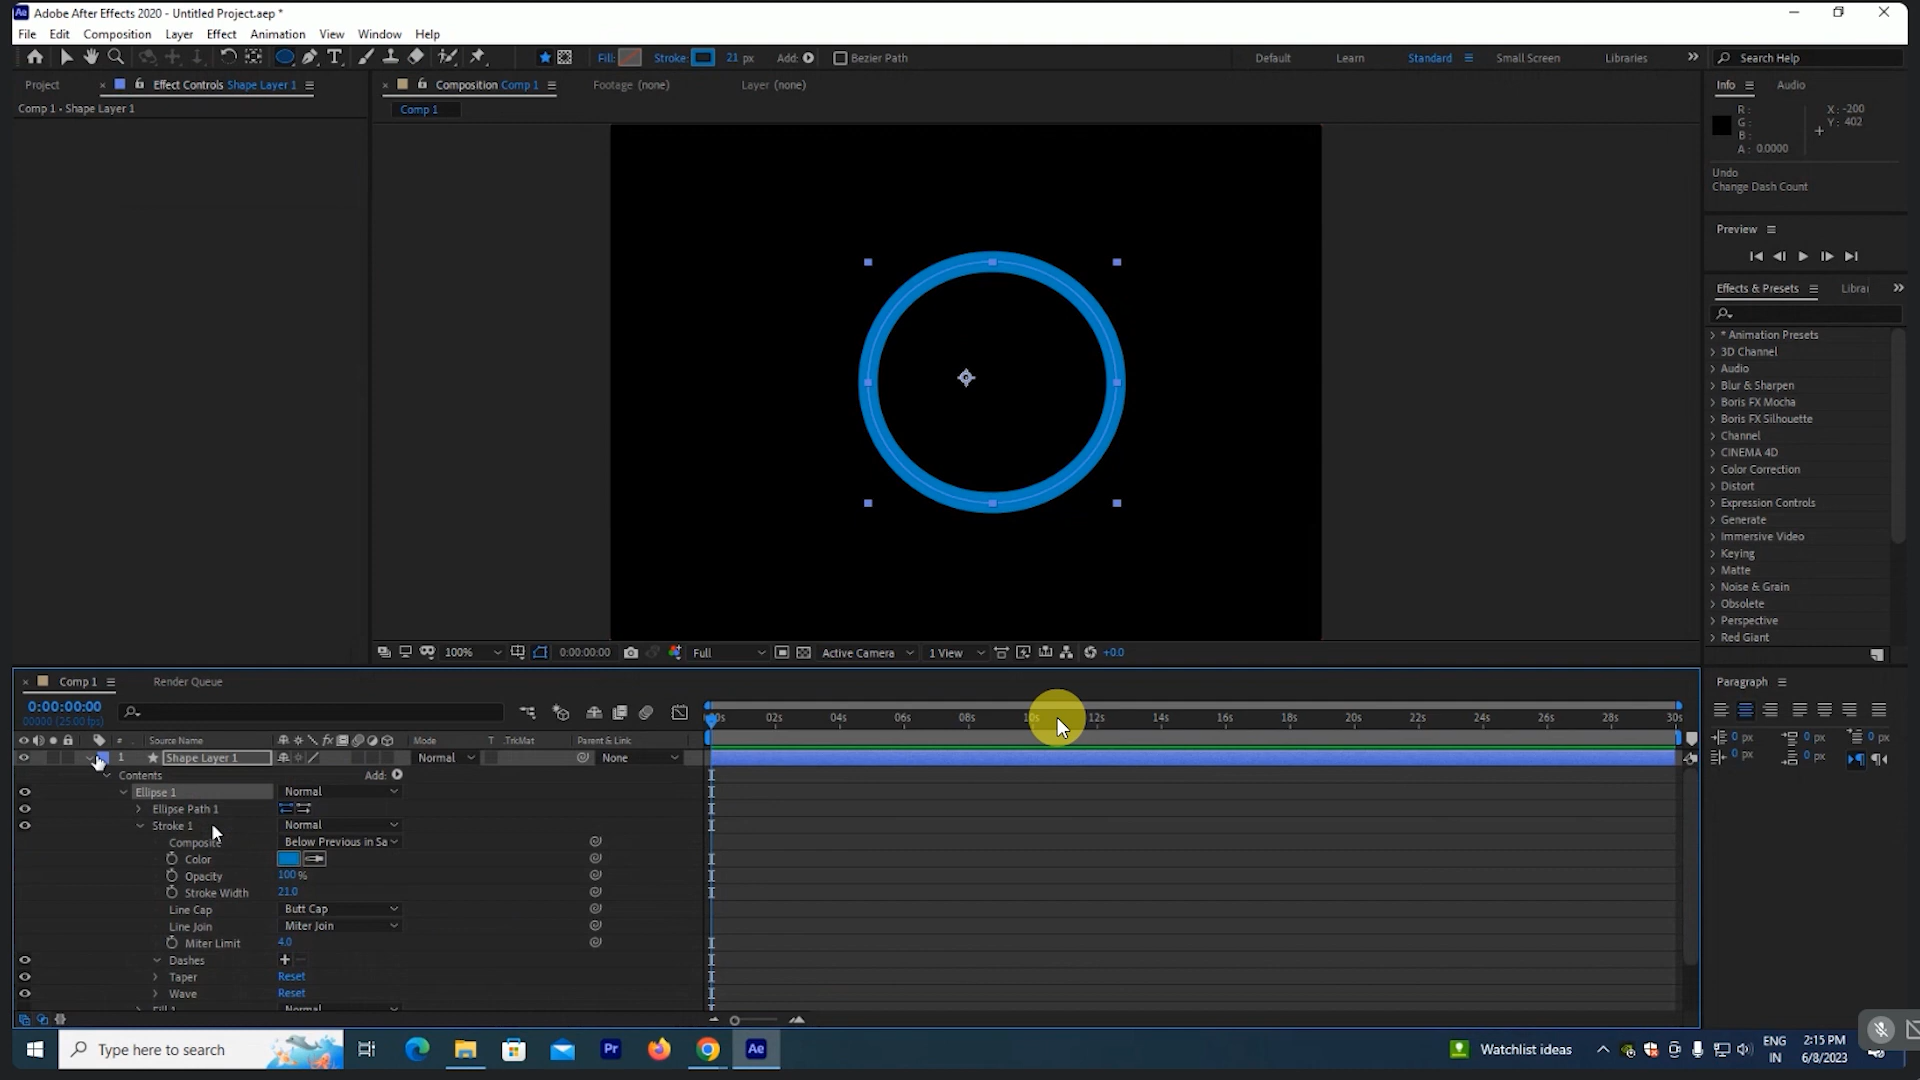 Adobe After Effects 2020 - Untitled Project.aep *
File Edit Composition Layer Effect Animation View Window Help
Fill: Stroke: 21 px Add: Bezier Path Default Learn Standard Small Screen Libraries Search Help
Project Effect Controls Shape Layer 1 Composition Comp 1 Footage (none) Layer (none) Info Audio
Comp 1 • Shape Layer 1
Comp 1
R: X: -200
G: Y: 402
B:
A: 0.0000
Undo
Change Dash Count
Preview
Effects & Presets Librar
* Animation Presets
3D Channel
Audio
Blur & Sharpen
Boris FX Mocha
Boris FX Silhouette
Channel
CINEMA 4D
Color Correction
Distort
Expression Controls
Generate
Immersive Video
Keying
Matte
Noise & Grain
Obsolete
Perspective
Red Giant
100% 0:00:00:00 Full Active Camera 1 View +0.0
Comp 1 Render Queue Paragraph
0:00:00:00
00000 (25.00 fps)
02s 04s 06s 08s 10s 12s 14s 16s 18s 20s 22s 24s 26s 28s 30s
# Source Name Mode T .TrkMat Parent & Link
0 px 0 px 0 px
0 px 0 px
1 Shape Layer 1 Normal None
Contents Add:
Ellipse 1 Normal
Ellipse Path 1
Stroke 1 Normal
Composite Below Previous in Sa
Color
Opacity 100 %
Stroke Width 21.0
Line Cap Butt Cap
Line Join Miter Join
Miter Limit 4.0
Dashes + −
Taper Reset
Wave Reset
Fill 1 Normal
Type here to search Pr Ae Watchlist ideas ENG 2:15 PM
IN 6/8/2023